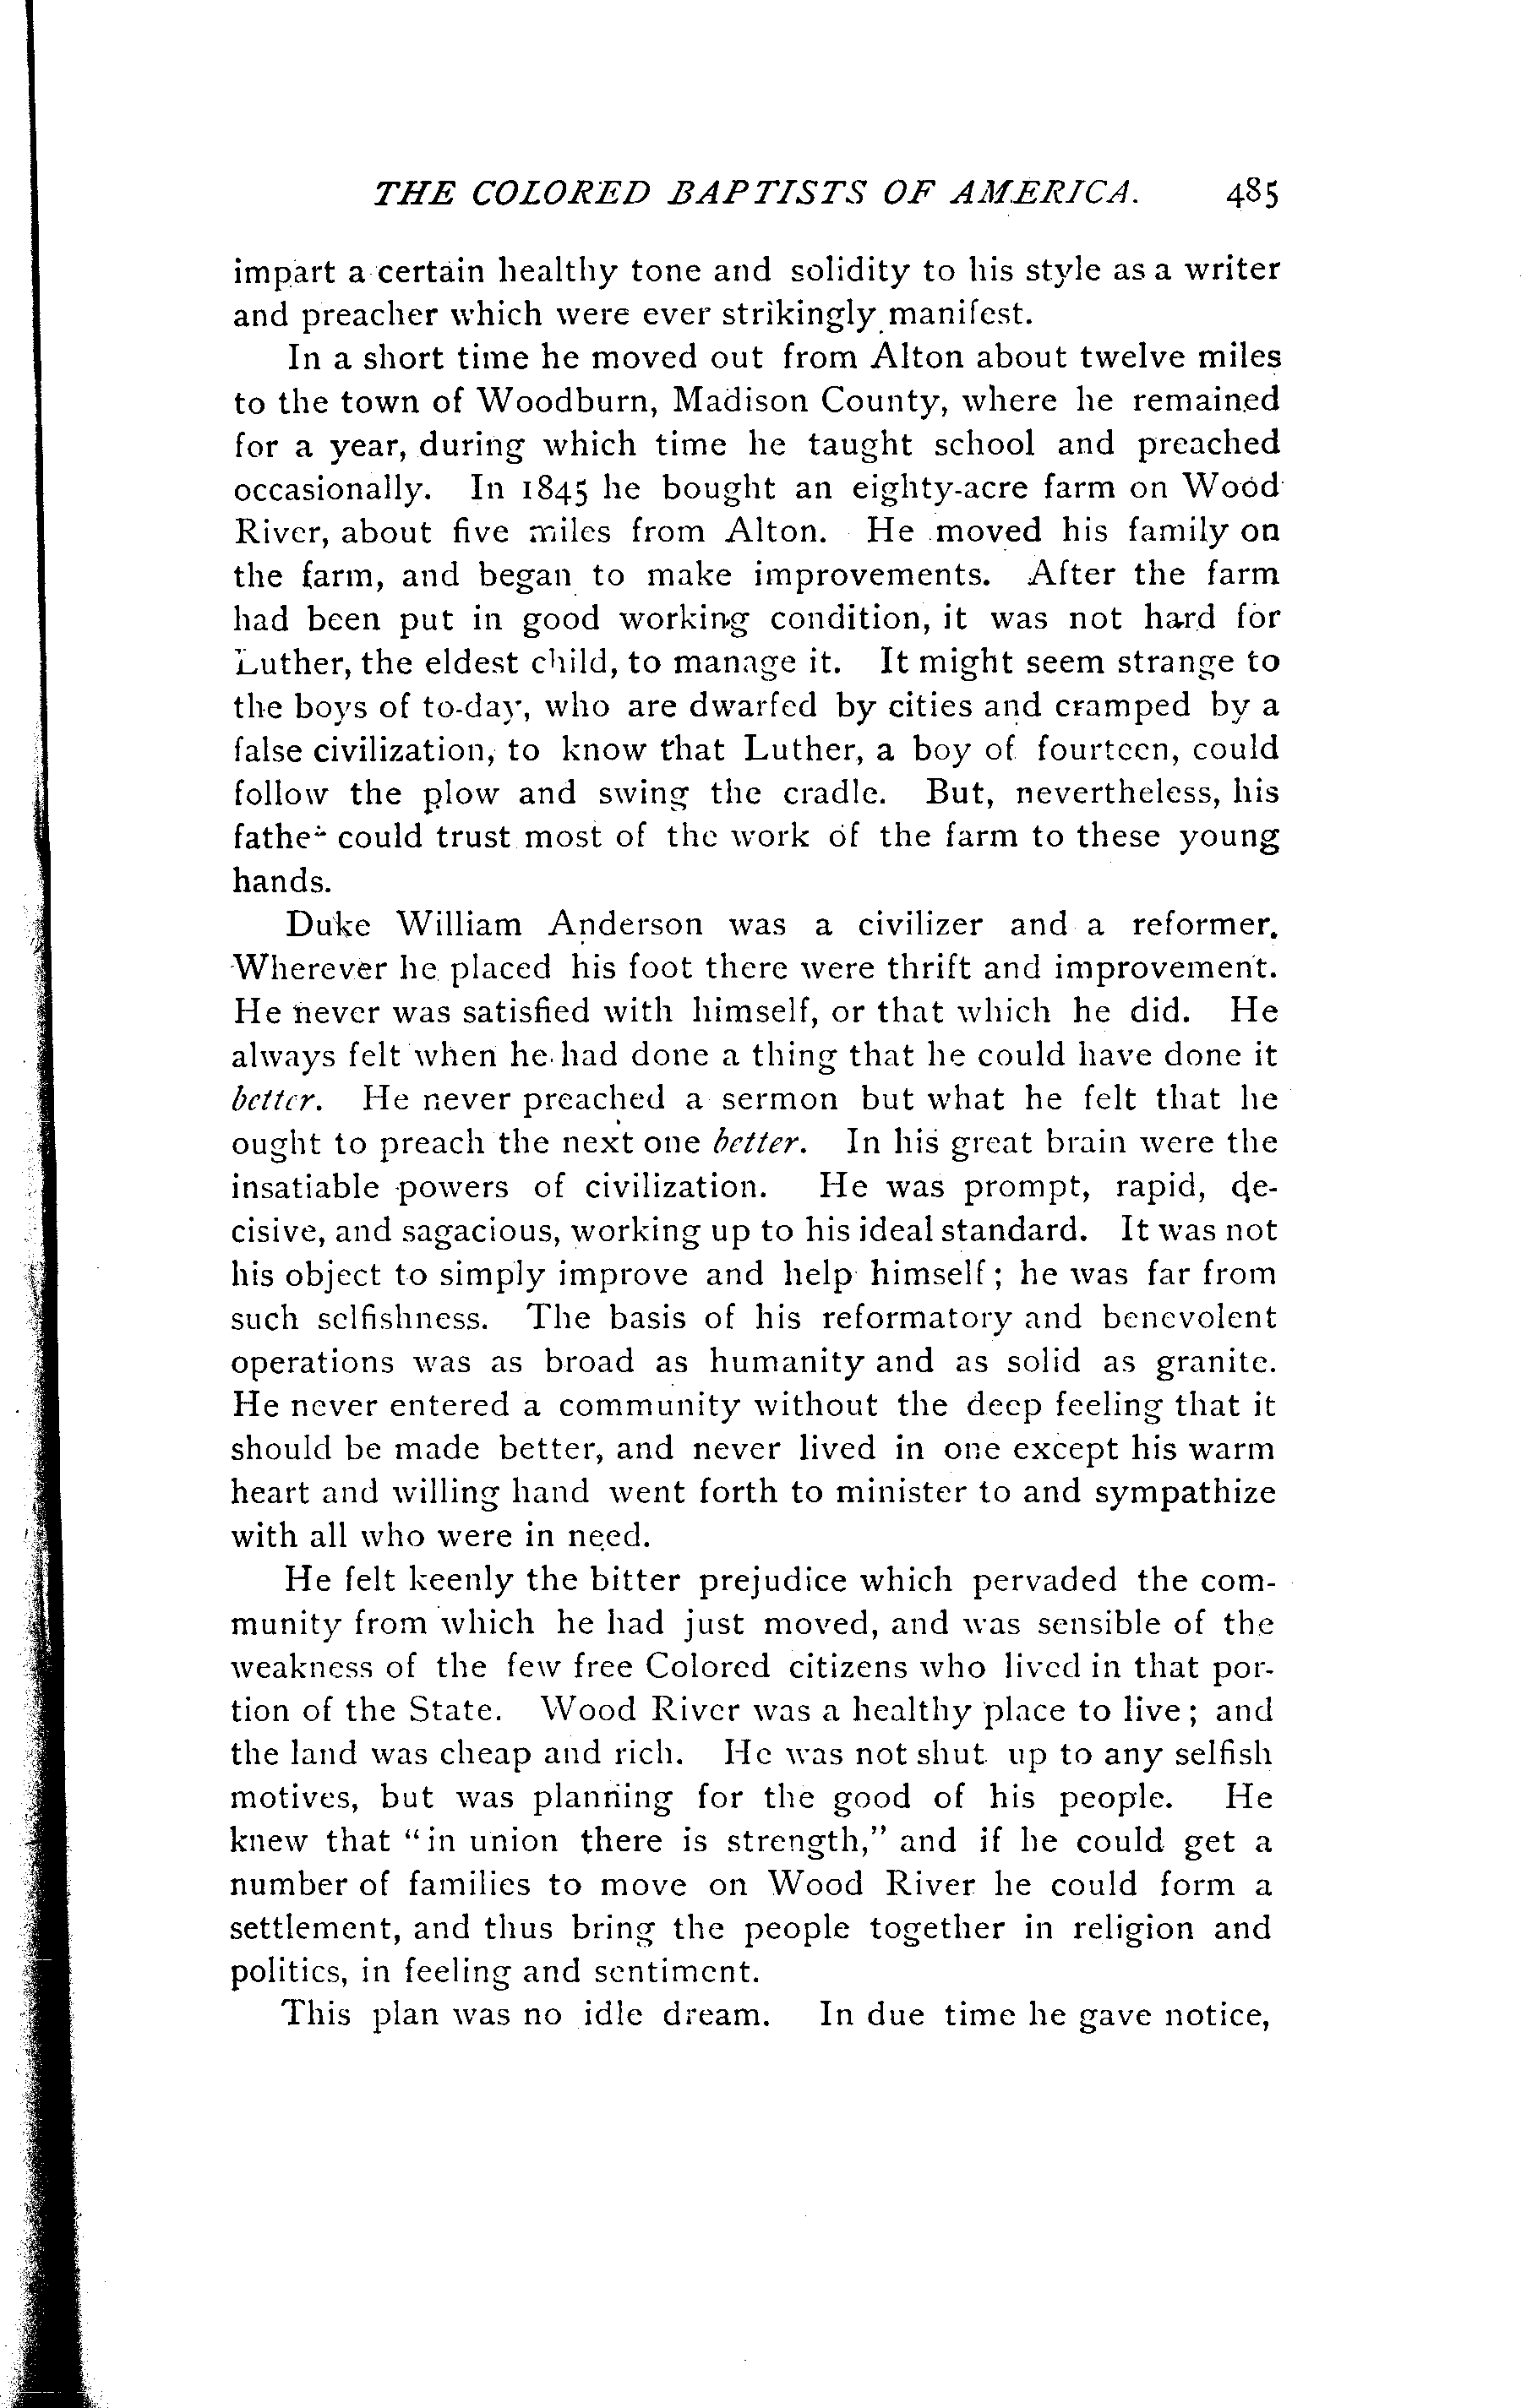 THE COLORED BAPTISTS OF AMERICA. 485
impart a certain healthy tone and solidity to his style as a writer
and preacher which were ever strikingly manifest.
In a short time he moved out from Alton about twelve miles
to the town of Woodburn, Madison County, where he remained
for a year, during which time he taught school and preached
occasionally. In 1845 he bought an eighty-acre farm on Wood
River, about five miles from Alton. He moved his family on
the farm, and began to make improvements. After the farm
had been put in good working condition, it was not hard for
Luther, the eldest child, to manage it. It might seem strange to
the boys of to-day, who are dwarfed by cities and cramped by a
false civilization, to know that Luther, a boy of fourteen, could
follow the plow and swing the cradle. But, nevertheless, his
father could trust most of the work of the farm to these young
hands.
Duke William Anderson was a civilizer and a reformer.
Wherever he placed his foot there were thrift and improvement.
He never was satisfied with himself, or that which he did. He
always felt when he had done a thing that he could have done it
better. He never preached a sermon but what he felt that he
ought to preach the next one better. In his great brain were the
insatiable powers of civilization. He was prompt, rapid, de-
cisive, and sagacious, working up to his ideal standard. It was not
his object to simply improve and help himself; he was far from
such selfishness. The basis of his reformatory and benevolent
operations was as broad as humanity and as solid as granite.
He never entered a community without the deep feeling that it
should be made better, and never lived in one except his warm
heart and willing hand went forth to minister to and sympathize
with all who were in need.
He felt keenly the bitter prejudice which pervaded the com-
munity from which he had just moved, and was sensible of the
weakness of the few free Colored citizens who lived in that por-
tion of the State. Wood River was a healthy place to live; and
the land was cheap and rich. He was not shut up to any selfish
motives, but was planning for the good of his people. He
knew that "in union there is strength," and if he could get a
number of families to move on Wood River he could form a
settlement, and thus bring the people together in religion and
politics, in feeling and sentiment.
This plan was no idle dream. In due time he gave notice,